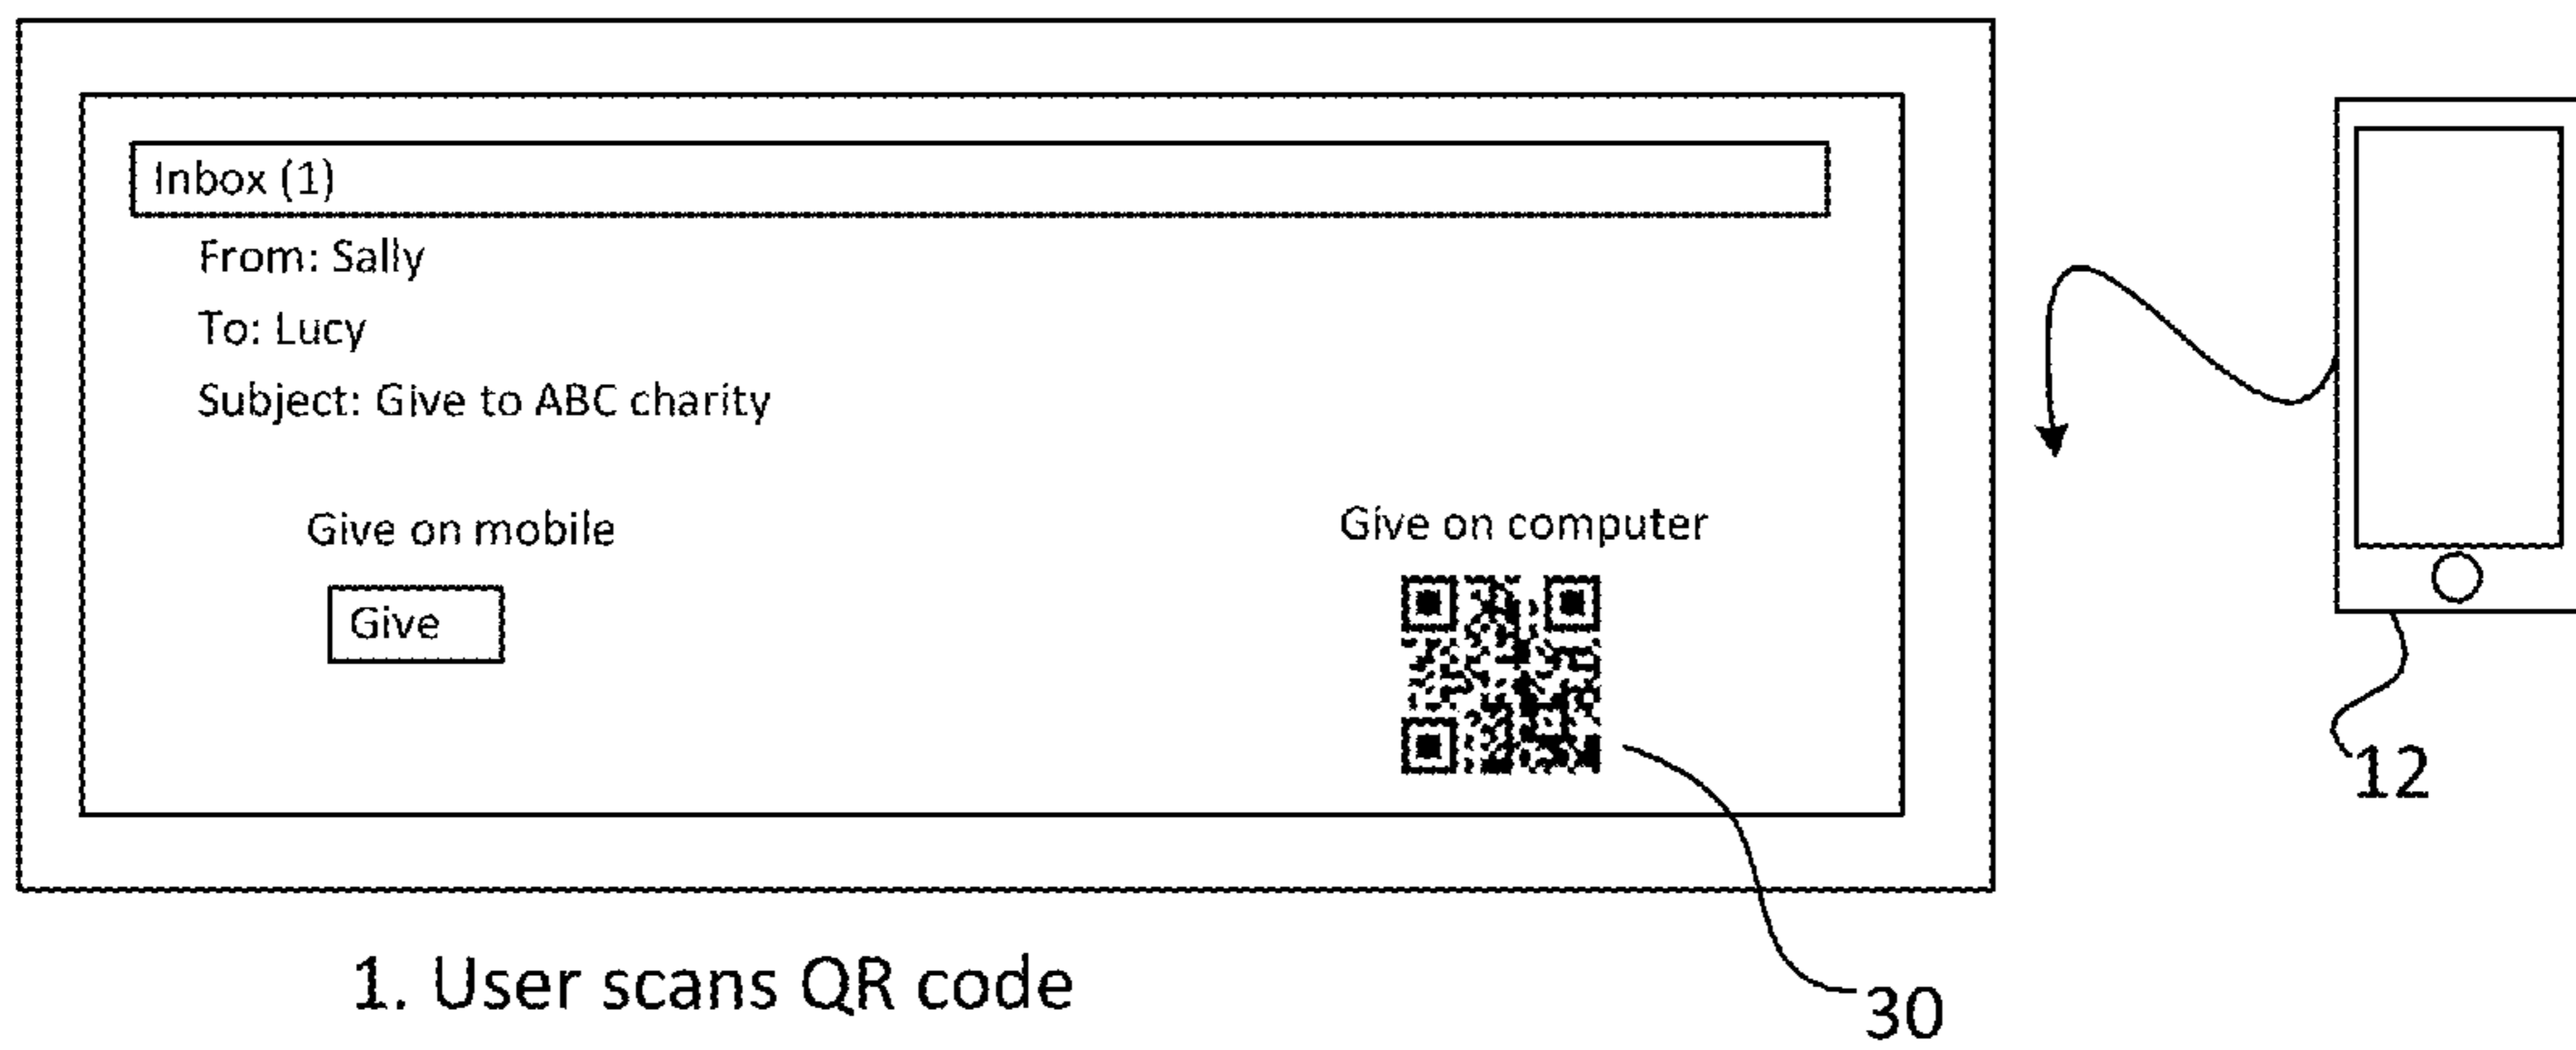 Inbox (1)
From: Sally
To: Lucy
Subject: Give to ABC charity
Give on mobile
Give on computer
Give
12
1. User scans QR code
30